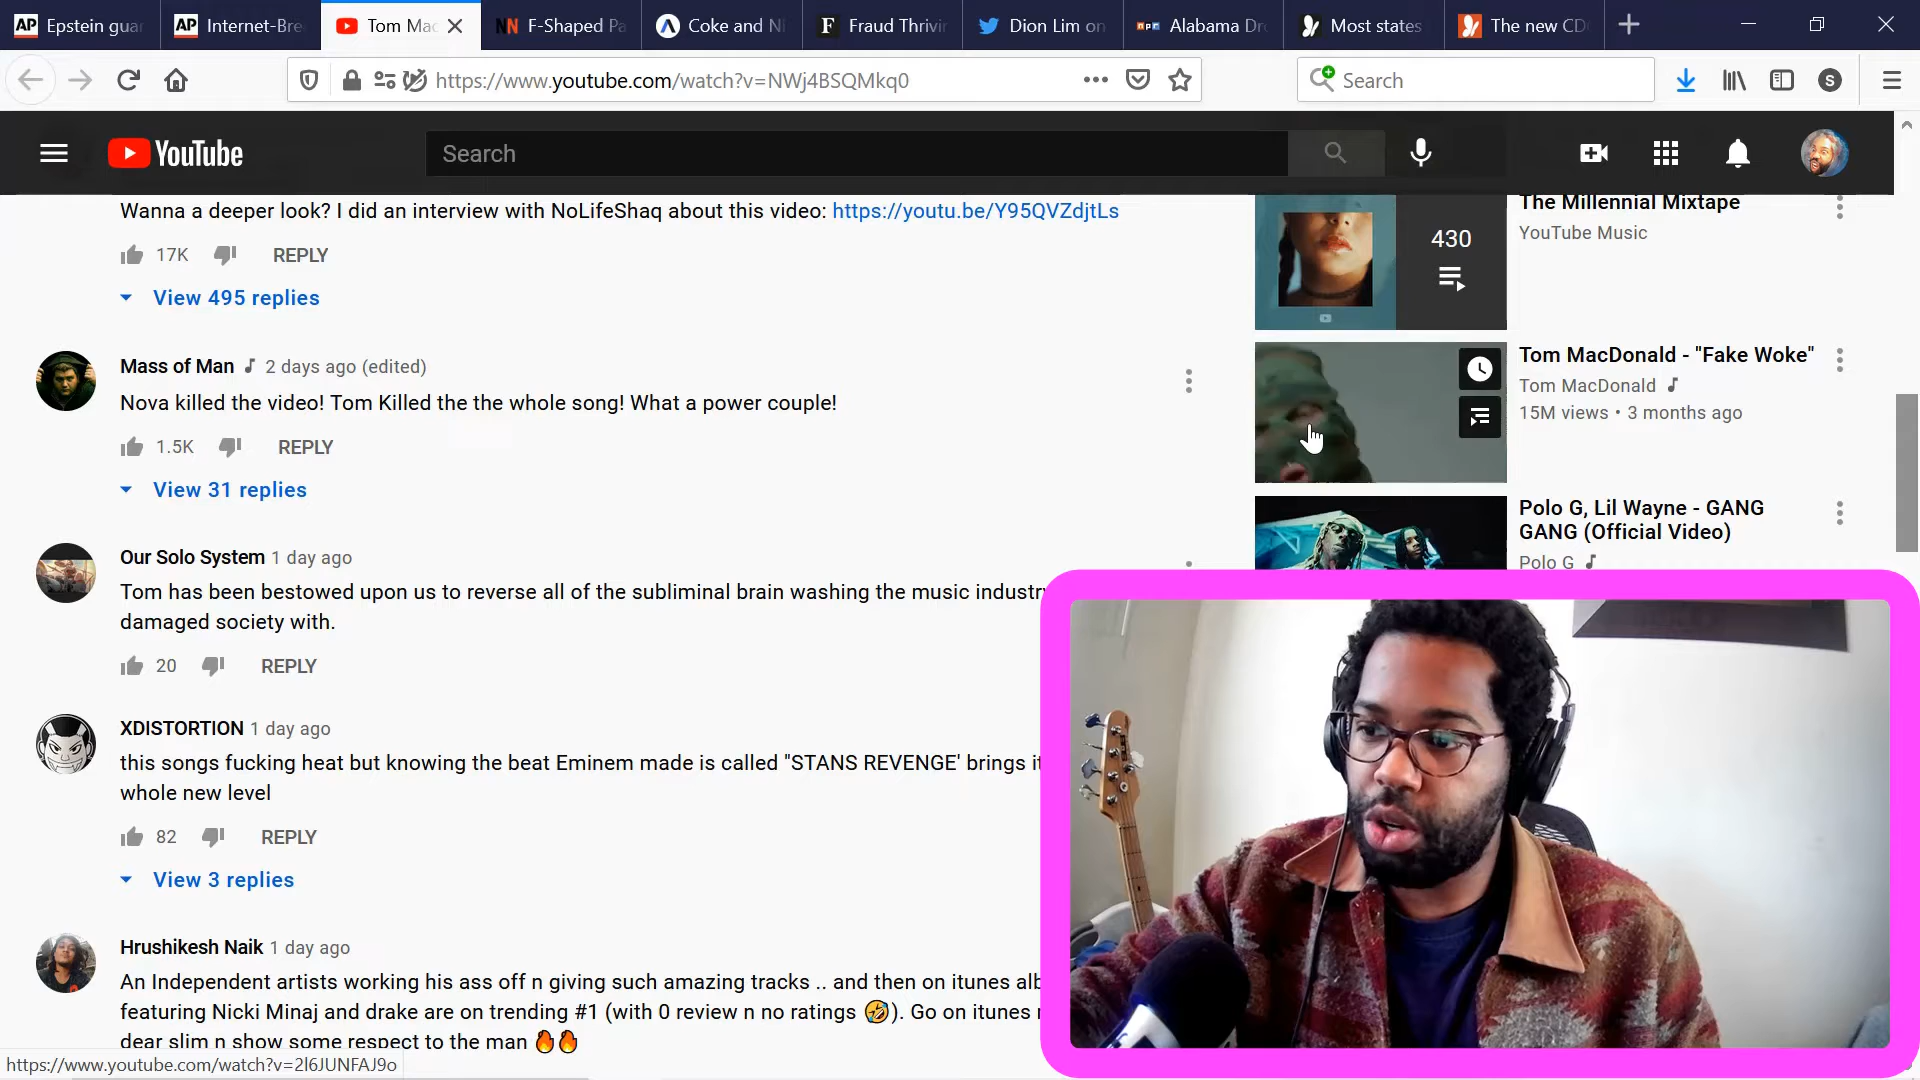 Epstein gua
Internet-Bre
Tom Mac
F-Shaped Pa
Coke and N
Fraud Thrivin
Dion Lim on
Alabama Dr
Most states
The new CD
https://www.youtube.com/watch?v=NWj4BSQMkq0
Search
S
YouTube
Search
Wanna a deeper look? I did an interview with NoLifeShaq about this video: https://youtu.be/Y95QVZdjtLs
17K REPLY
View 495 replies
Mass of Man 2 days ago (edited)
Nova killed the video! Tom Killed the the whole song! What a power couple!
1.5K REPLY
View 31 replies
Our Solo System 1 day ago
Tom has been bestowed upon us to reverse all of the subliminal brain washing the music industry
damaged society with.
20 REPLY
XDISTORTION 1 day ago
this songs fucking heat but knowing the beat Eminem made is called "STANS REVENGE' brings it
whole new level
82 REPLY
View 3 replies
Hrushikesh Naik 1 day ago
An Independent artists working his ass off n giving such amazing tracks .. and then on itunes alb
featuring Nicki Minaj and drake are on trending #1 (with 0 review n no ratings 🤣). Go on itunes
dear slim n show some respect to the man 🔥🔥
https://www.youtube.com/watch?v=2l6JUNFAJ9o
430
The Millennial Mixtape
YouTube Music
Tom MacDonald - "Fake Woke"
Tom MacDonald
15M views • 3 months ago
Polo G, Lil Wayne - GANG
GANG (Official Video)
Polo G